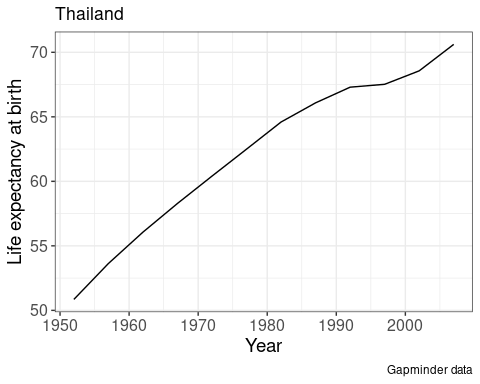 Thailand
Life expectancy at birth
70
65
60
55
50
1950 1960 1970 1980 1990 2000
Year
Gapminder data